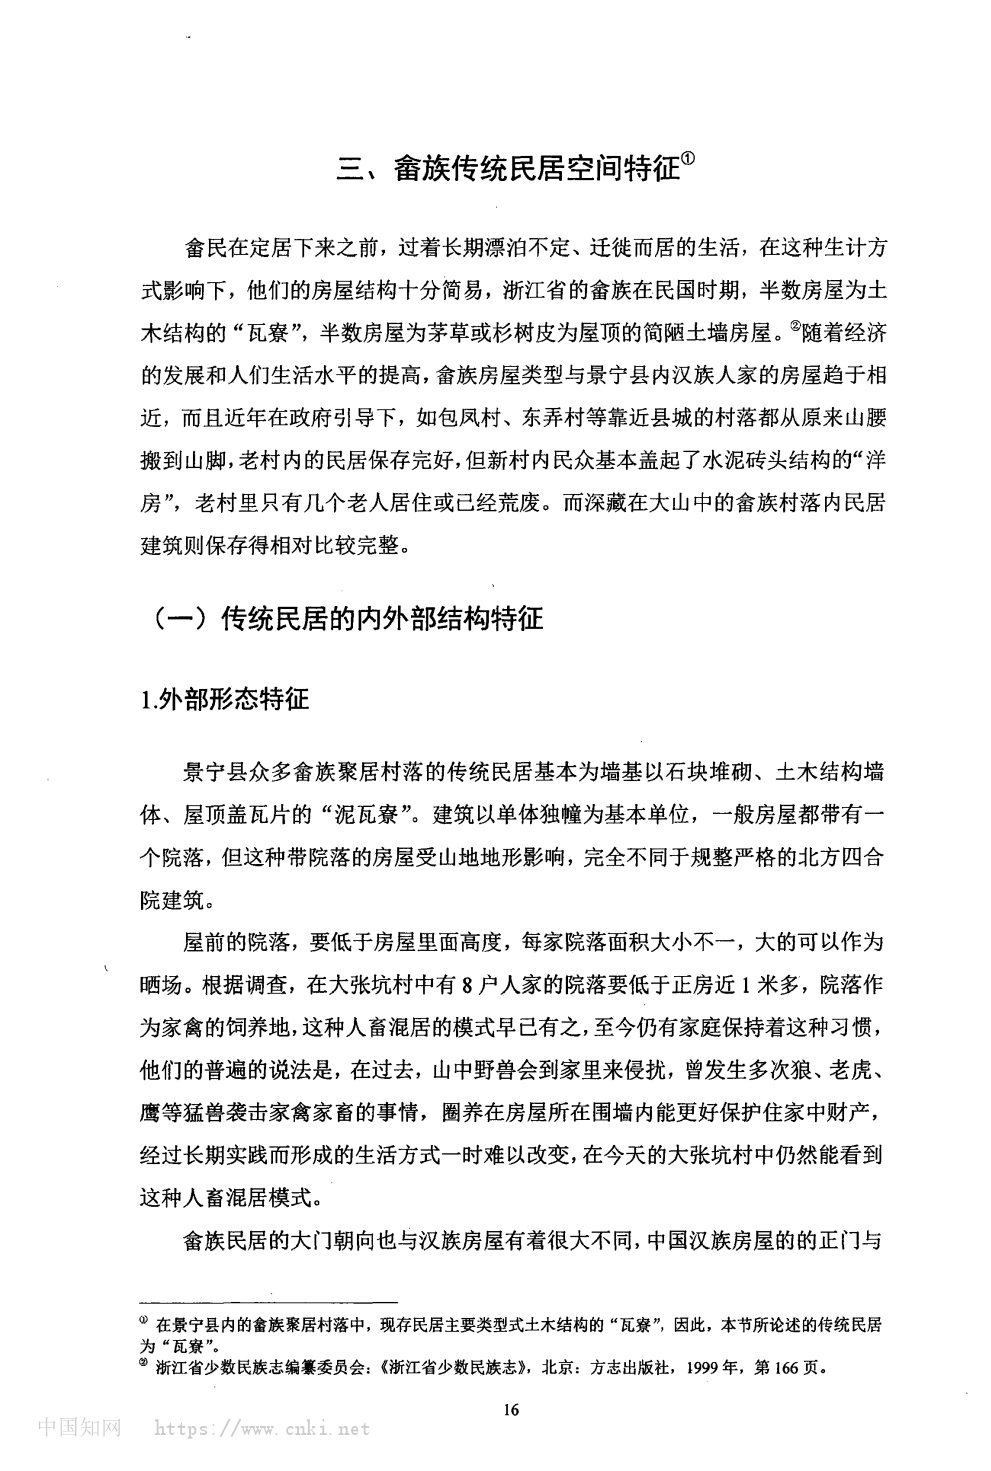 三、畲族传统民居空间特征①
畲民在定居下来之前，过着长期漂泊不定、迁徙而居的生活，在这种生计方
式影响下，他们的房屋结构十分简易，浙江省的畲族在民国时期，半数房屋为土
木结构的“瓦寮”，半数房屋为茅草或杉树皮为屋顶的简陋土墙房屋。②随着经济
的发展和人们生活水平的提高，畲族房屋类型与景宁县内汉族人家的房屋趋于相
近，而且近年在政府引导下，如包凤村、东弄村等靠近县城的村落都从原来山腰
搬到山脚，老村内的民居保存完好，但新村内民众基本盖起了水泥砖头结构的“洋
房”，老村里只有几个老人居住或已经荒废。而深藏在大山中的畲族村落内民居
建筑则保存得相对比较完整。
（一）传统民居的内外部结构特征
1.外部形态特征
景宁县众多畲族聚居村落的传统民居基本为墙基以石块堆砌、土木结构墙
体、屋顶盖瓦片的“泥瓦寮”。建筑以单体独幢为基本单位，一般房屋都带有一
个院落，但这种带院落的房屋受山地地形影响，完全不同于规整严格的北方四合
院建筑。
屋前的院落，要低于房屋里面高度，每家院落面积大小不一，大的可以作为
晒场。根据调查，在大张坑村中有 8 户人家的院落要低于正房近 1 米多，院落作
为家禽的饲养地，这种人畜混居的模式早已有之，至今仍有家庭保持着这种习惯，
他们的普遍的说法是，在过去，山中野兽会到家里来侵扰，曾发生多次狼、老虎、
鹰等猛兽袭击家禽家畜的事情，圈养在房屋所在围墙内能更好保护住家中财产，
经过长期实践而形成的生活方式一时难以改变，在今天的大张坑村中仍然能看到
这种人畜混居模式。
畲族民居的大门朝向也与汉族房屋有着很大不同，中国汉族房屋的的正门与
① 在景宁县内的畲族聚居村落中，现存民居主要类型式土木结构的“瓦寮”，因此，本节所论述的传统民居
为“瓦寮”。
② 浙江省少数民族志编纂委员会：《浙江省少数民族志》，北京：方志出版社，1999 年，第 166 页。
16
中国知网 https://www.cnki.net